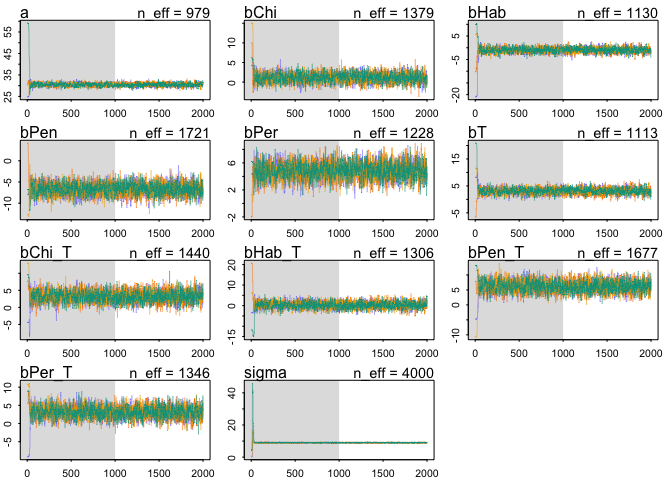 a n_eff = 979 bChi n_eff = 1379 bHab n_eff = 1130
55 45 35 25
15 10 5 0
5 0 -10 -20
0 500 1000 1500 2000 0 500 1000 1500 2000 0 500 1000 1500 2000
bPen n_eff = 1721 bPer n_eff = 1228 bT n_eff = 1113
0 -5 -10
6 2 -2
15 5 -5
0 500 1000 1500 2000 0 500 1000 1500 2000 0 500 1000 1500 2000
bChi_T n_eff = 1440 bHab_T n_eff = 1306 bPen_T n_eff = 1677
5 0 -5
20 10 0 -15
5 0 -10
0 500 1000 1500 2000 0 500 1000 1500 2000 0 500 1000 1500 2000
bPer_T n_eff = 1346 sigma n_eff = 4000
10 5 0 -5
40 20 0
0 500 1000 1500 2000 0 500 1000 1500 2000